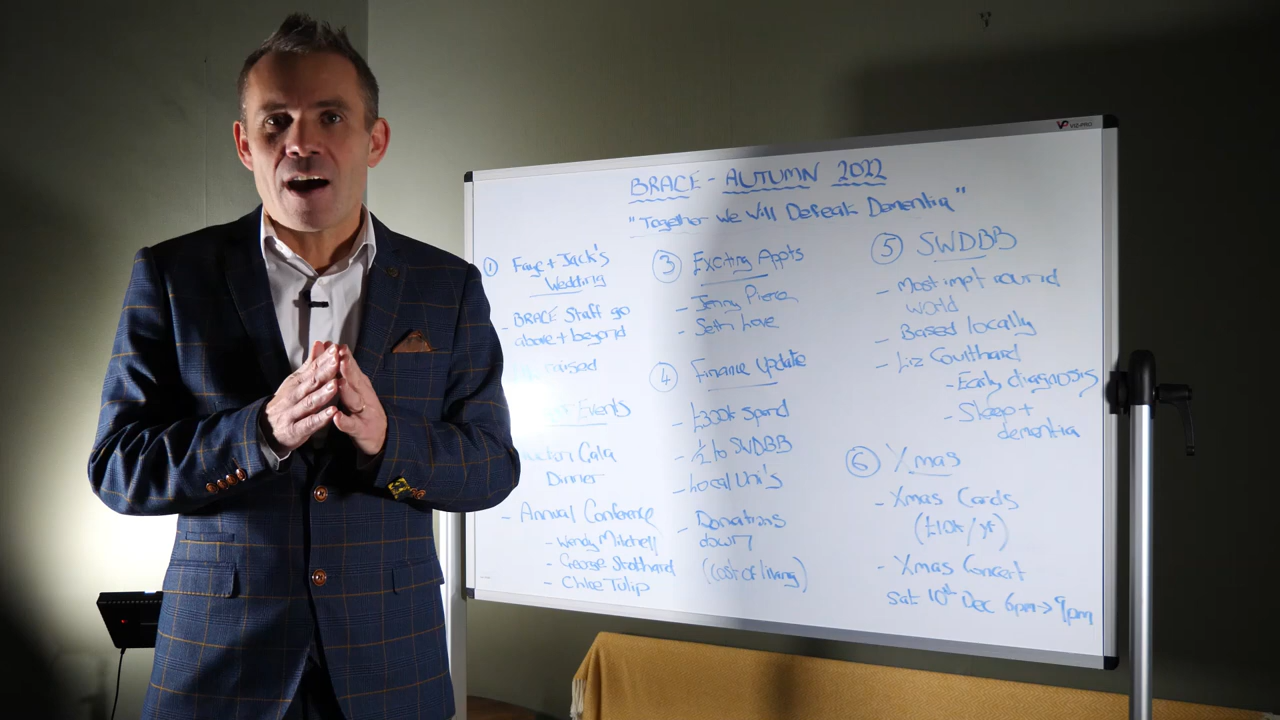 VP VIZ-PRO
BRACE - AUTUMN 2022
"Together We Will Defeat Dementia"
① Faye + Jack's
Wedding
- BRACE Staff go
above + beyond
raised
Events
Gala
Dinner
- Annual Conference
- Wendy Mitchell
- George Stothard
- Chloe Tulip
③ Exciting Appts
- Jenny
- Seth Love
④ Finance Update
- £300k spend
- ½ to SWDBB
- Local Uni's
- Donations
down
(cost of living)
⑤ SWDBB
- Most impt around
world
- Based locally
- Liz Coulthard
- Early diagnosis
- Sleep +
dementia
⑥ Xmas
- Xmas Cards
(£10k/yr)
- Xmas Concert
Sat 10th Dec 6pm → 9pm